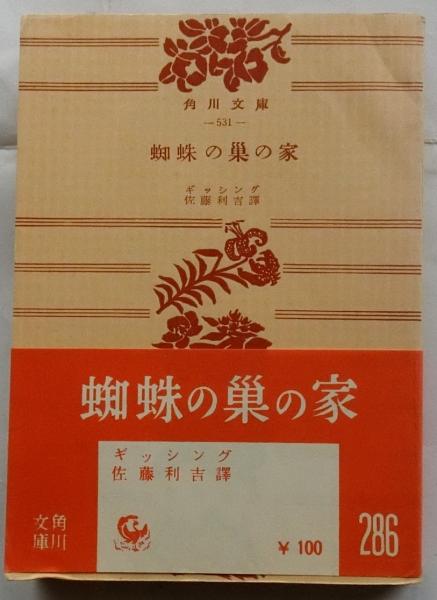 角川文庫
—531—
蜘蛛の巣の家
ギッシング
佐藤利吉譯
蜘蛛の巣の家
ギッシング
佐藤利吉譯
角川
文庫
¥ 100
286